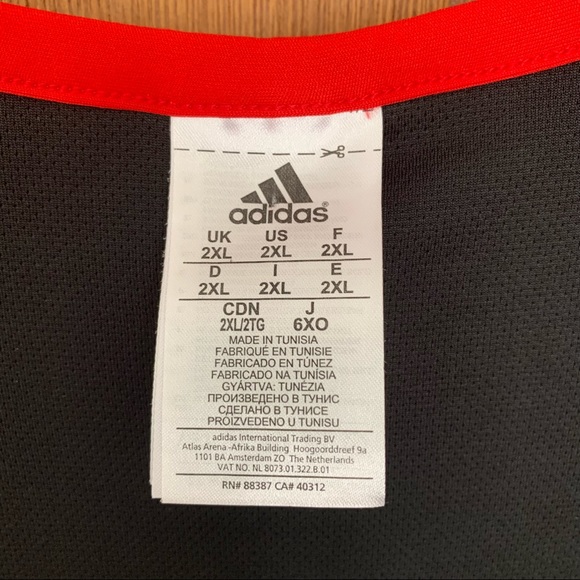 adidas®
UK US F
2XL 2XL 2XL
D I E
2XL 2XL 2XL
CDN J
2XL/2TG 6XO
MADE IN TUNISIA
FABRIQUÉ EN TUNISIE
FABRICADO EN TÚNEZ
FABRICADO NA TUNÍSIA
GYÁRTVA: TUNÉZIA
ПРОИЗВЕДЕНО В ТУНИС
СДЕЛАНО В ТУНИСЕ
PRÓIZVEDENO U TUNISU
adidas International Trading BV
Atlas Arena -Afrika Building Hoogoorddreef 9a
1101 BA Amsterdam ZO The Netherlands
VAT NO. NL 8073.01.322.B.01
RN# 88387 CA# 40312